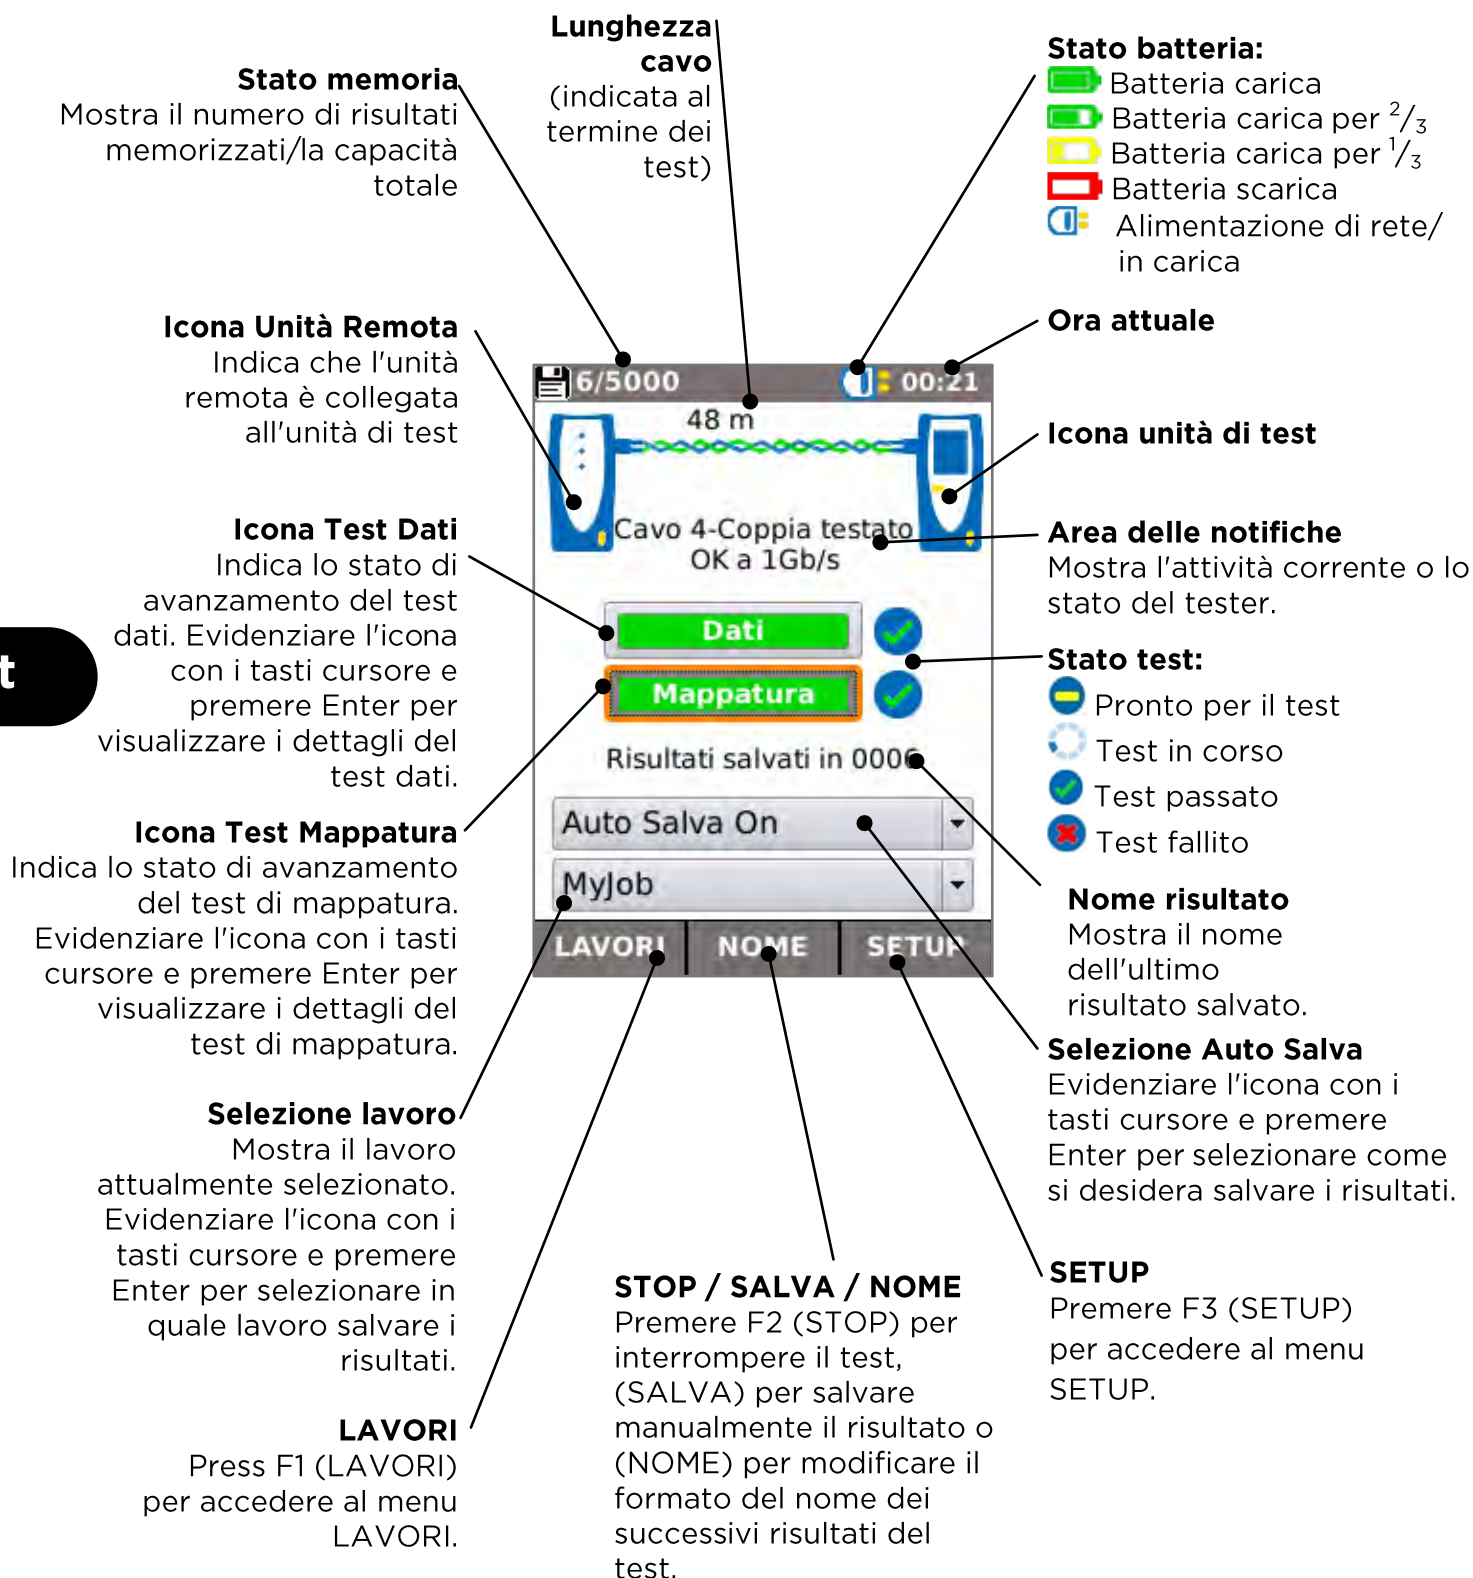 Lunghezza
cavo
(indicata al
termine dei
test)
Stato memoria
Mostra il numero di risultati
memorizzati/la capacità
totale
Stato batteria:
Batteria carica
Batteria carica per 2/3
Batteria carica per 1/3
Batteria scarica
Alimentazione di rete/
in carica
Icona Unità Remota
Indica che l'unità
remota è collegata
all'unità di test
Ora attuale
Icona unità di test
6/5000
00:21
48 m
Cavo 4-Coppia testato
OK a 1Gb/s
Dati
Mappatura
Risultati salvati in 0006
Auto Salva On
MyJob
LAVORI
NOME
SETUP
Icona Test Dati
Indica lo stato di
avanzamento del test
dati. Evidenziare l'icona
con i tasti cursore e
premere Enter per
visualizzare i dettagli del
test dati.
t
Area delle notifiche
Mostra l'attività corrente o lo
stato del tester.
Stato test:
Pronto per il test
Test in corso
Test passato
Test fallito
Icona Test Mappatura
Indica lo stato di avanzamento
del test di mappatura.
Evidenziare l'icona con i tasti
cursore e premere Enter per
visualizzare i dettagli del
test di mappatura.
Nome risultato
Mostra il nome
dell'ultimo
risultato salvato.
Selezione Auto Salva
Evidenziare l'icona con i
tasti cursore e premere
Enter per selezionare come
si desidera salvare i risultati.
Selezione lavoro
Mostra il lavoro
attualmente selezionato.
Evidenziare l'icona con i
tasti cursore e premere
Enter per selezionare in
quale lavoro salvare i
risultati.
LAVORI
Press F1 (LAVORI)
per accedere al menu
LAVORI.
STOP / SALVA / NOME
Premere F2 (STOP) per
interrompere il test,
(SALVA) per salvare
manualmente il risultato o
(NOME) per modificare il
formato del nome dei
successivi risultati del
test.
SETUP
Premere F3 (SETUP)
per accedere al menu
SETUP.